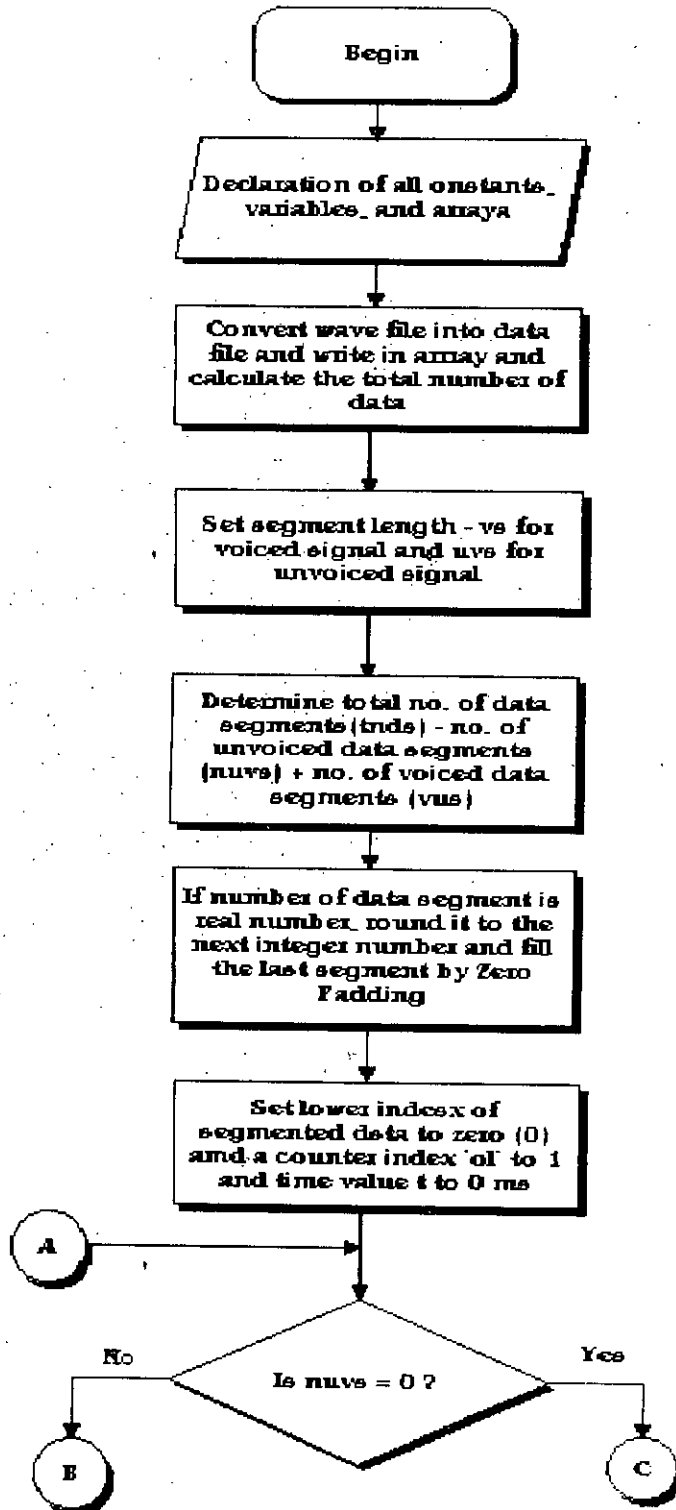 Begin
Declaration of all onstants,
variables, and arraya
Convert wave file into data
file and write in array and
calculate the total number of
data
Set segment length - vs for
voiced signal and uvs for
unvoiced signal
Determine total no. of data
segments(tnds) - no. of
unvoiced data segments
(nuvs) + no. of voiced data
segments (vus)
If number of data segment is
real number, round it to the
next integer number and fill
the last segment by Zero
Padding
Set lower index of
segmented data to zero (0)
amd a counter index 'ol' to 1
and time value t to 0 ms
A
No
Is nuvs = 0 ?
Yes
B
C